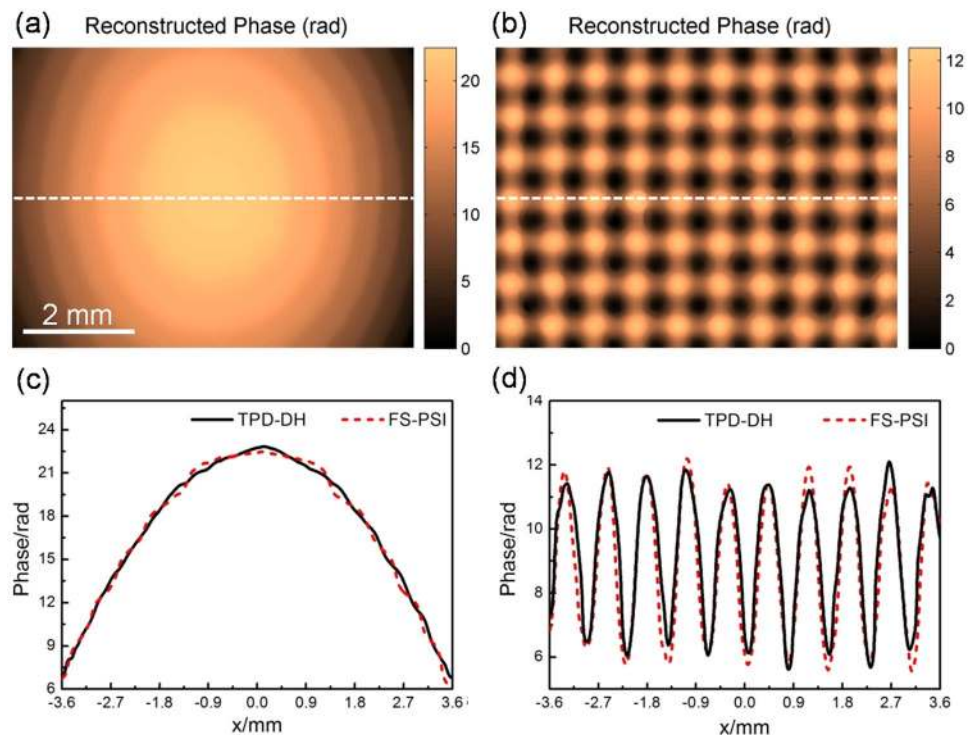 (a) Reconstructed Phase (rad)
20
15
10
5
0
2 mm
(b) Reconstructed Phase (rad)
12
10
8
6
4
2
0
(c)
TPD-DH FS-PSI
24
21
18
15
12
9
6
Phase/rad
-3.6 -2.7 -1.8 -0.9 0.0 0.9 1.8 2.7 3.6
x/mm
(d)
TPD-DH FS-PSI
14
12
10
8
6
Phase/rad
-3.6 -2.7 -1.8 -0.9 0.0 0.9 1.8 2.7 3.6
x/mm